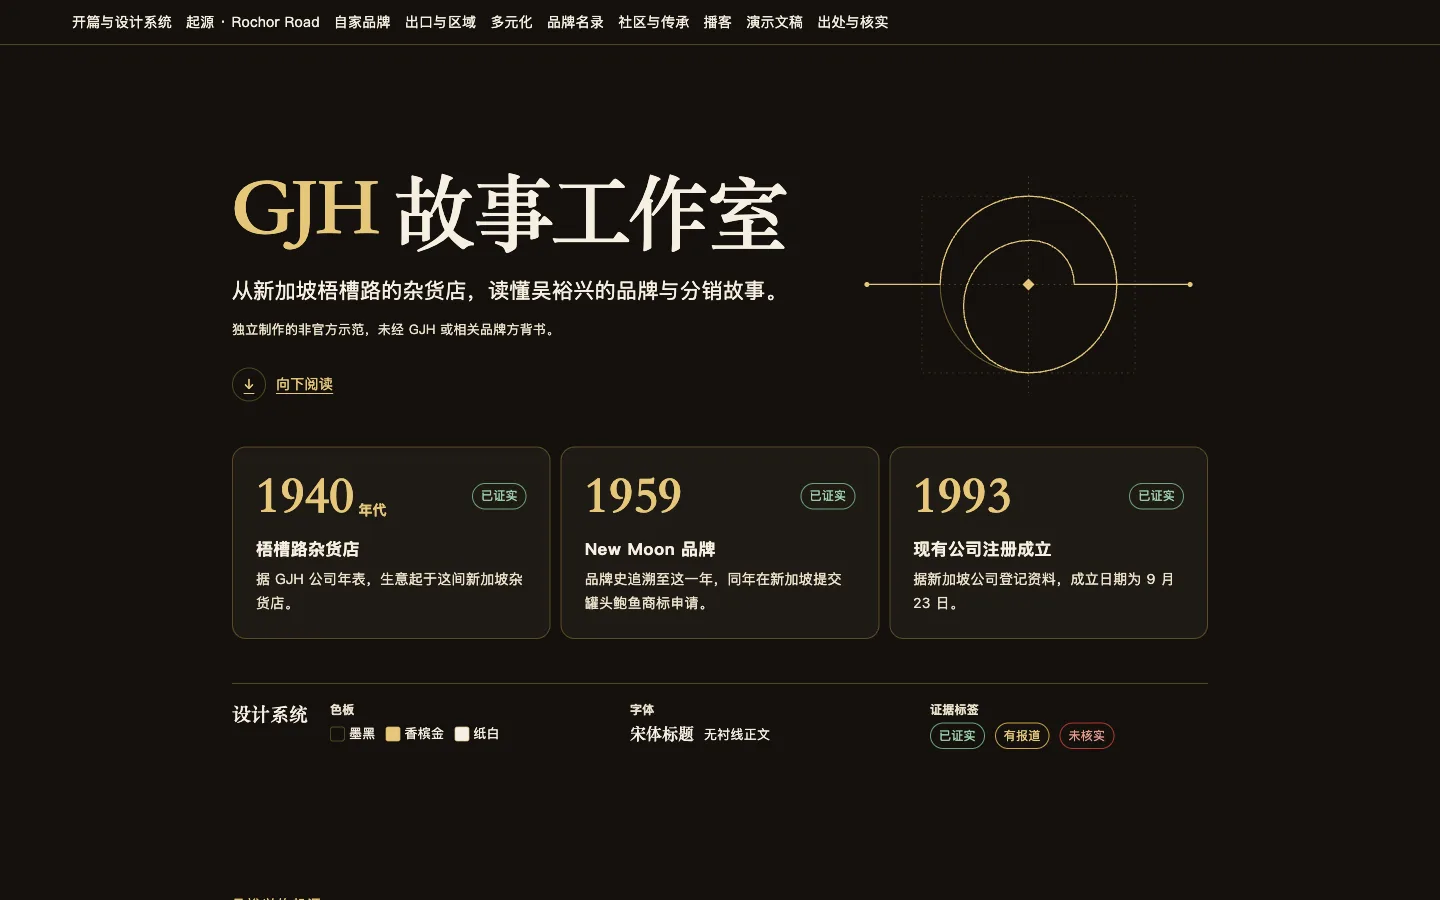 开篇与设计系统 起源 · Rochor Road 自家品牌 出口与区域 多元化 品牌名录 社区与传承 播客 演示文稿 出处与核实
GJH 故事工作室
从新加坡梧槽路的杂货店，读懂吴裕兴的品牌与分销故事。
独立制作的非官方示范，未经 GJH 或相关品牌方背书。
向下阅读
1940 年代 已证实
梧槽路杂货店
据 GJH 公司年表，生意起于这间新加坡杂
货店。
1959 已证实
New Moon 品牌
品牌史追溯至这一年，同年在新加坡提交
罐头鲍鱼商标申请。
1993 已证实
现有公司注册成立
据新加坡公司登记资料，成立日期为 9 月
23 日。
设计系统
色板
墨黑 香槟金 纸白
字体
宋体标题 无衬线正文
证据标签
已证实 有报道 未核实